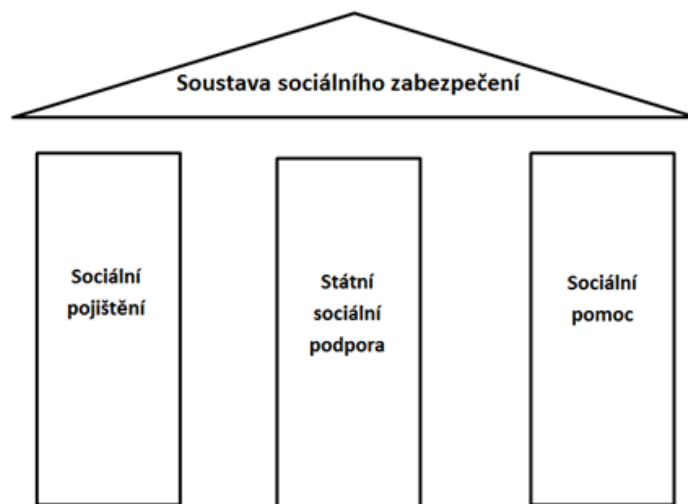 Soustava sociálního zabezpečení
Sociální
pojištění
Státní
sociální
podpora
Sociální
pomoc